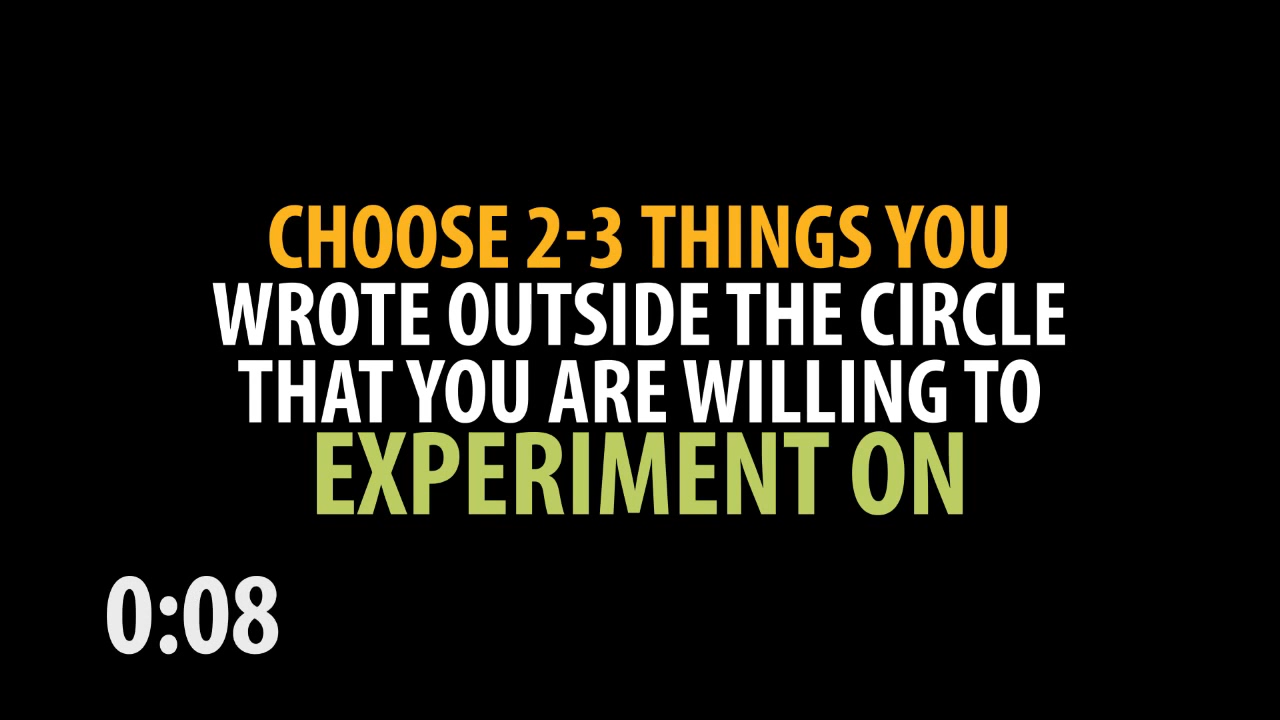 CHOOSE 2-3 THINGS YOU
WROTE OUTSIDE THE CIRCLE
THAT YOU ARE WILLING TO
EXPERIMENT ON
0:08